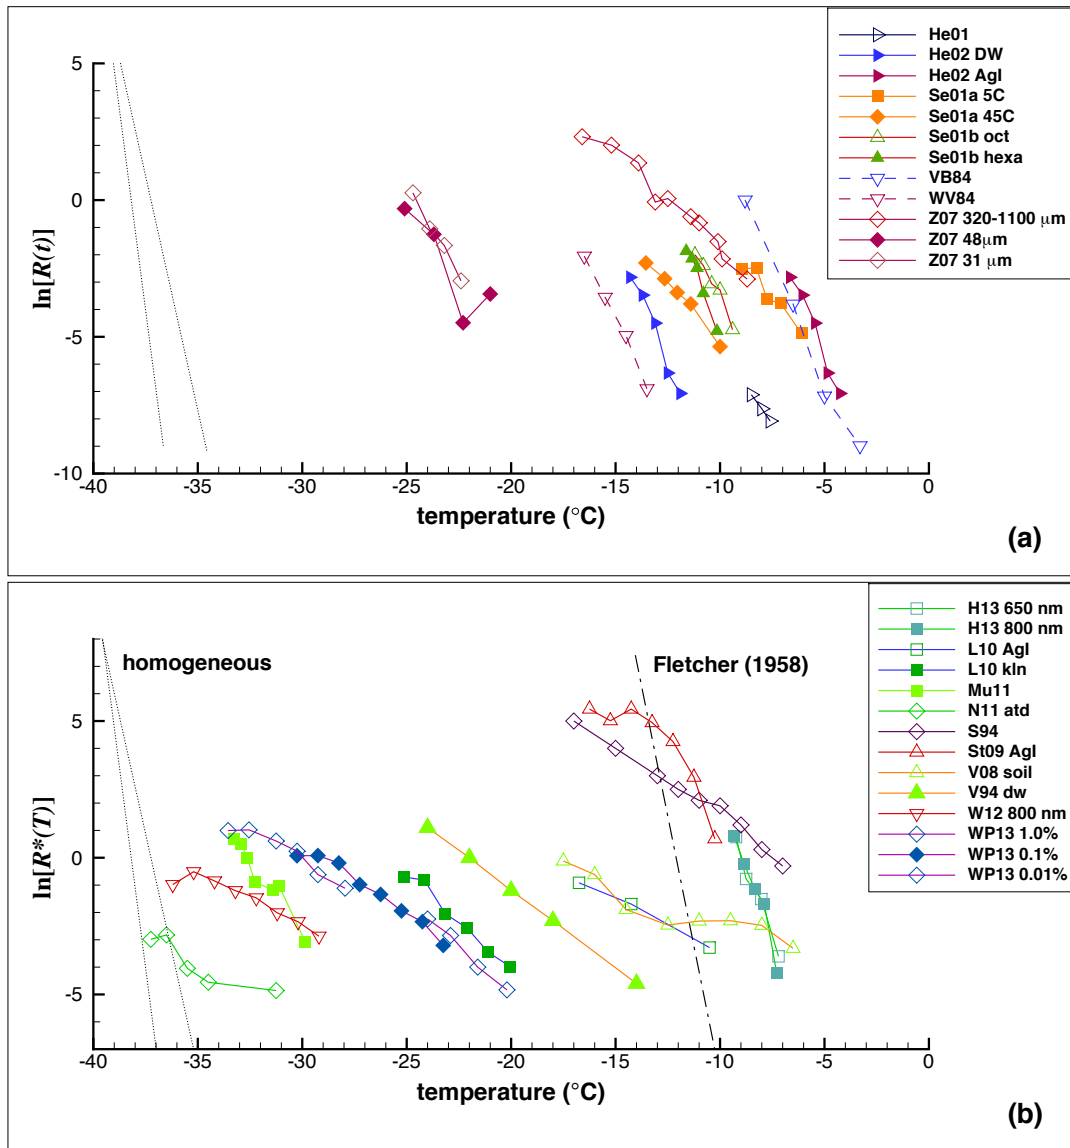 He01
He02 DW
He02 AgI
Se01a 5C
Se01a 45C
Se01b oct
Se01b hexa
VB84
WV84
Z07 320-1100 μm
Z07 48μm
Z07 31 μm
5
0
-5
-10
ln[R(t)]
-40 -35 -30 -25 -20 -15 -10 -5 0
temperature (°C)
(a)
H13 650 nm
H13 800 nm
L10 AgI
L10 kln
Mu11
N11 atd
S94
St09 AgI
V08 soil
V94 dw
W12 800 nm
WP13 1.0%
WP13 0.1%
WP13 0.01%
homogeneous
Fletcher (1958)
5
0
-5
ln[R*(T)]
-40 -35 -30 -25 -20 -15 -10 -5 0
temperature (°C)
(b)